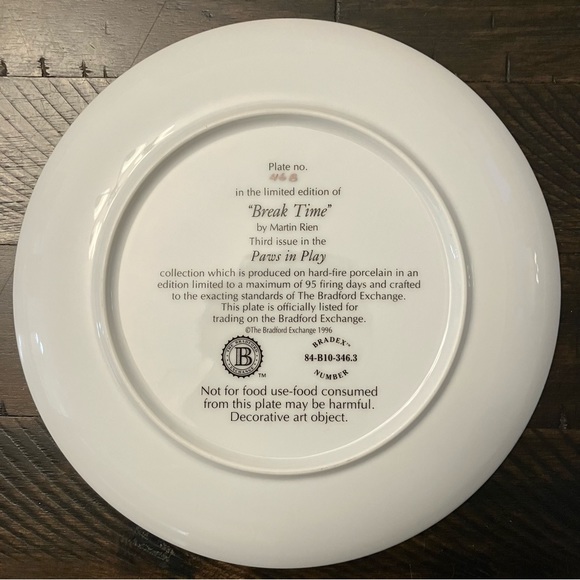 Plate no.
in the limited edition of
"Break Time"
by Martin Rien
Third issue in the
Paws in Play
collection which is produced on hard-fire porcelain in an
edition limited to a maximum of 95 firing days and crafted
to the exacting standards of The Bradford Exchange.
This plate is officially listed for
trading on the Bradford Exchange.
©The Bradford Exchange 1996
B
TM
BRADEX™
84-B10-346.3
NUMBER
Not for food use-food consumed
from this plate may be harmful.
Decorative art object.